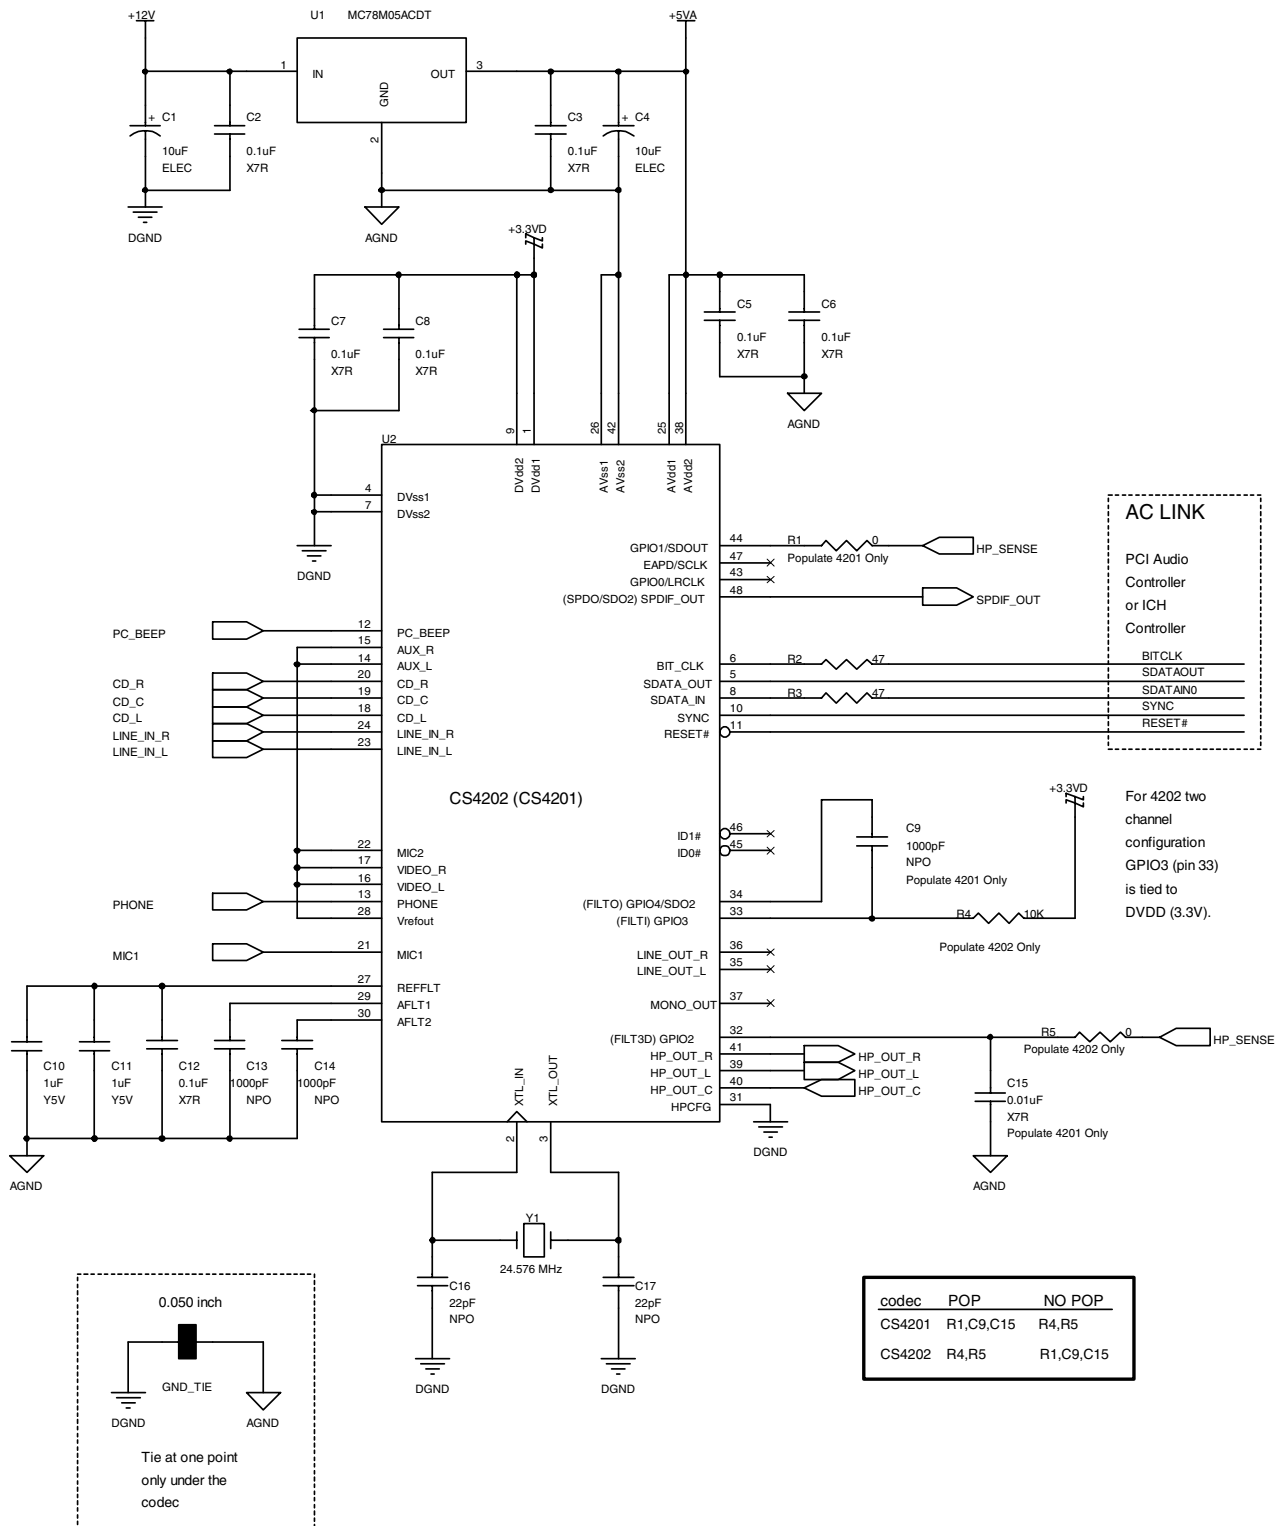 +12V
U1 MC78M05ACDT
+5VA
1 IN
OUT 3
GND
2
+ C1
10uF
ELEC
C2
0.1uF
X7R
C3
0.1uF
X7R
+ C4
10uF
ELEC
DGND
AGND
+3.3VD
C7
0.1uF
X7R
C8
0.1uF
X7R
C5
0.1uF
X7R
C6
0.1uF
X7R
AGND
U2
9 1 26 42 25 38
DVdd2 DVdd1 AVss1 AVss2 AVdd1 AVdd2
4 DVss1
7 DVss2
DGND
GPIO1/SDOUT 44 R1 0 HP_SENSE
Populate 4201 Only
EAPD/SCLK 47
GPIO0/LRCLK 43
(SPDO/SDO2) SPDIF_OUT 48 SPDIF_OUT
AC LINK
PCI Audio
Controller
or ICH
Controller
PC_BEEP 12 PC_BEEP
15 AUX_R
14 AUX_L
CD_R 20 CD_R
CD_C 19 CD_C
CD_L 18 CD_L
LINE_IN_R 24 LINE_IN_R
LINE_IN_L 23 LINE_IN_L
BIT_CLK 6 R2 47 BITCLK
SDATA_OUT 5 SDATAOUT
SDATA_IN 8 R3 47 SDATAIN0
SYNC 10 SYNC
RESET# 11 RESET#
CS4202 (CS4201)
ID1# 46
ID0# 45
C9
1000pF
NPO
Populate 4201 Only
+3.3VD
For 4202 two
channel
configuration
GPIO3 (pin 33)
is tied to
DVDD (3.3V).
22 MIC2
17 VIDEO_R
16 VIDEO_L
PHONE 13 PHONE
28 Vrefout
MIC1 21 MIC1
27 REFFLT
29 AFLT1
30 AFLT2
(FILTO) GPIO4/SDO2 34
(FILTI) GPIO3 33 R4 10K
Populate 4202 Only
LINE_OUT_R 36
LINE_OUT_L 35
MONO_OUT 37
(FILT3D) GPIO2 32 R5 0 HP_SENSE
Populate 4202 Only
HP_OUT_R 41 HP_OUT_R
HP_OUT_L 39 HP_OUT_L
HP_OUT_C 40 HP_OUT_C
HPCFG 31
DGND
C15
0.01uF
X7R
Populate 4201 Only
AGND
C10
1uF
Y5V
C11
1uF
Y5V
C12
0.1uF
X7R
C13
1000pF
NPO
C14
1000pF
NPO
AGND
XTL_IN XTL_OUT
2 3
Y1
24.576 MHz
C16
22pF
NPO
C17
22pF
NPO
DGND
DGND
0.050 inch
GND_TIE
DGND
AGND
Tie at one point
only under the
codec
codec POP NO POP
CS4201 R1,C9,C15 R4,R5
CS4202 R4,R5 R1,C9,C15